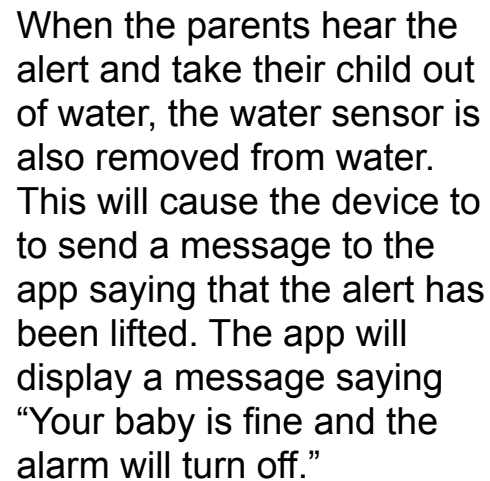 When the parents hear the
alert and take their child out
of water, the water sensor is
also removed from water.
This will cause the device to
to send a message to the
app saying that the alert has
been lifted. The app will
display a message saying
“Your baby is fine and the
alarm will turn off.”